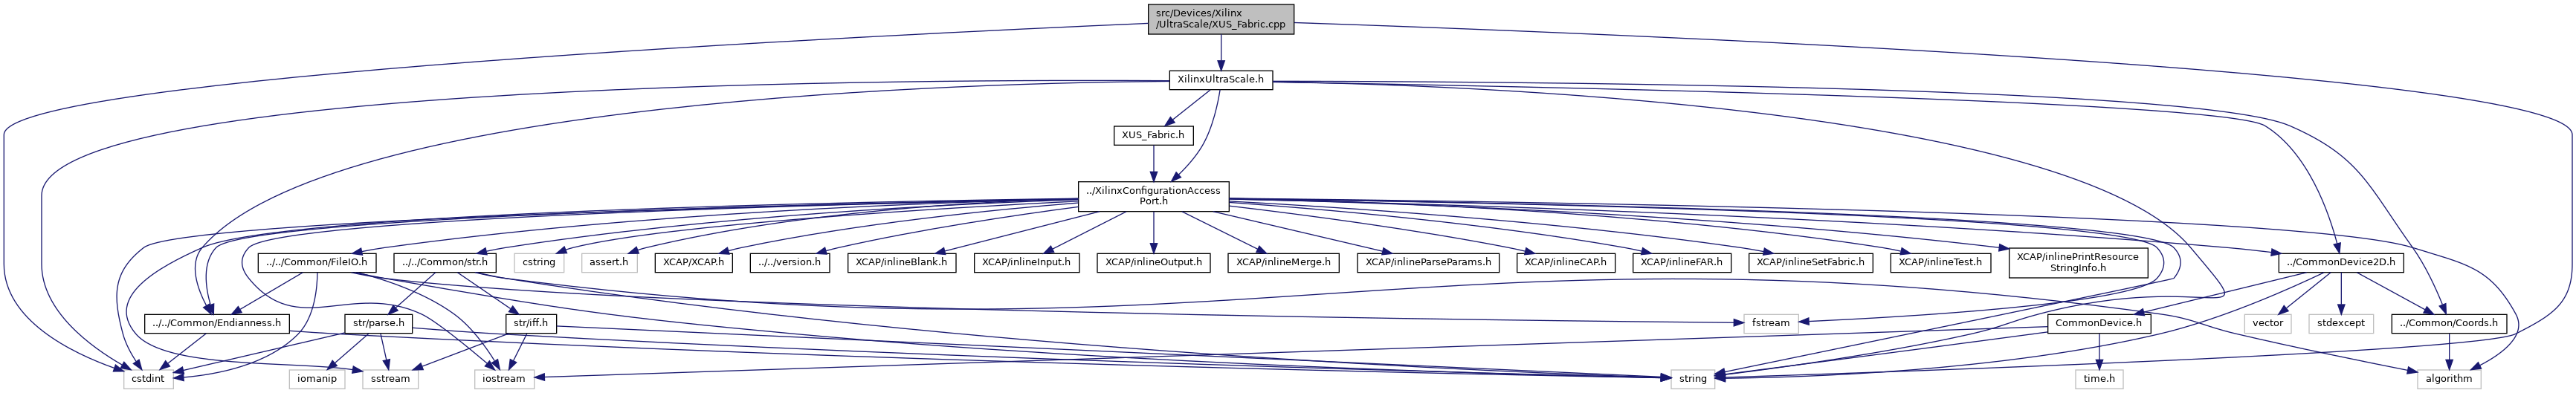 src/Devices/Xilinx
/UltraScale/XUS_Fabric.cpp
XilinxUltraScale.h
XUS_Fabric.h
../XilinxConfigurationAccess
Port.h
../../Common/FileIO.h
../../Common/str.h
cstring
assert.h
XCAP/XCAP.h
../../version.h
XCAP/inlineBlank.h
XCAP/inlineInput.h
XCAP/inlineOutput.h
XCAP/inlineMerge.h
XCAP/inlineParseParams.h
XCAP/inlineCAP.h
XCAP/inlineFAR.h
XCAP/inlineSetFabric.h
XCAP/inlineTest.h
XCAP/inlinePrintResource
StringInfo.h
../CommonDevice2D.h
../../Common/Endianness.h
str/parse.h
str/iff.h
fstream
CommonDevice.h
vector
stdexcept
../Common/Coords.h
cstdint
iomanip
sstream
iostream
string
time.h
algorithm